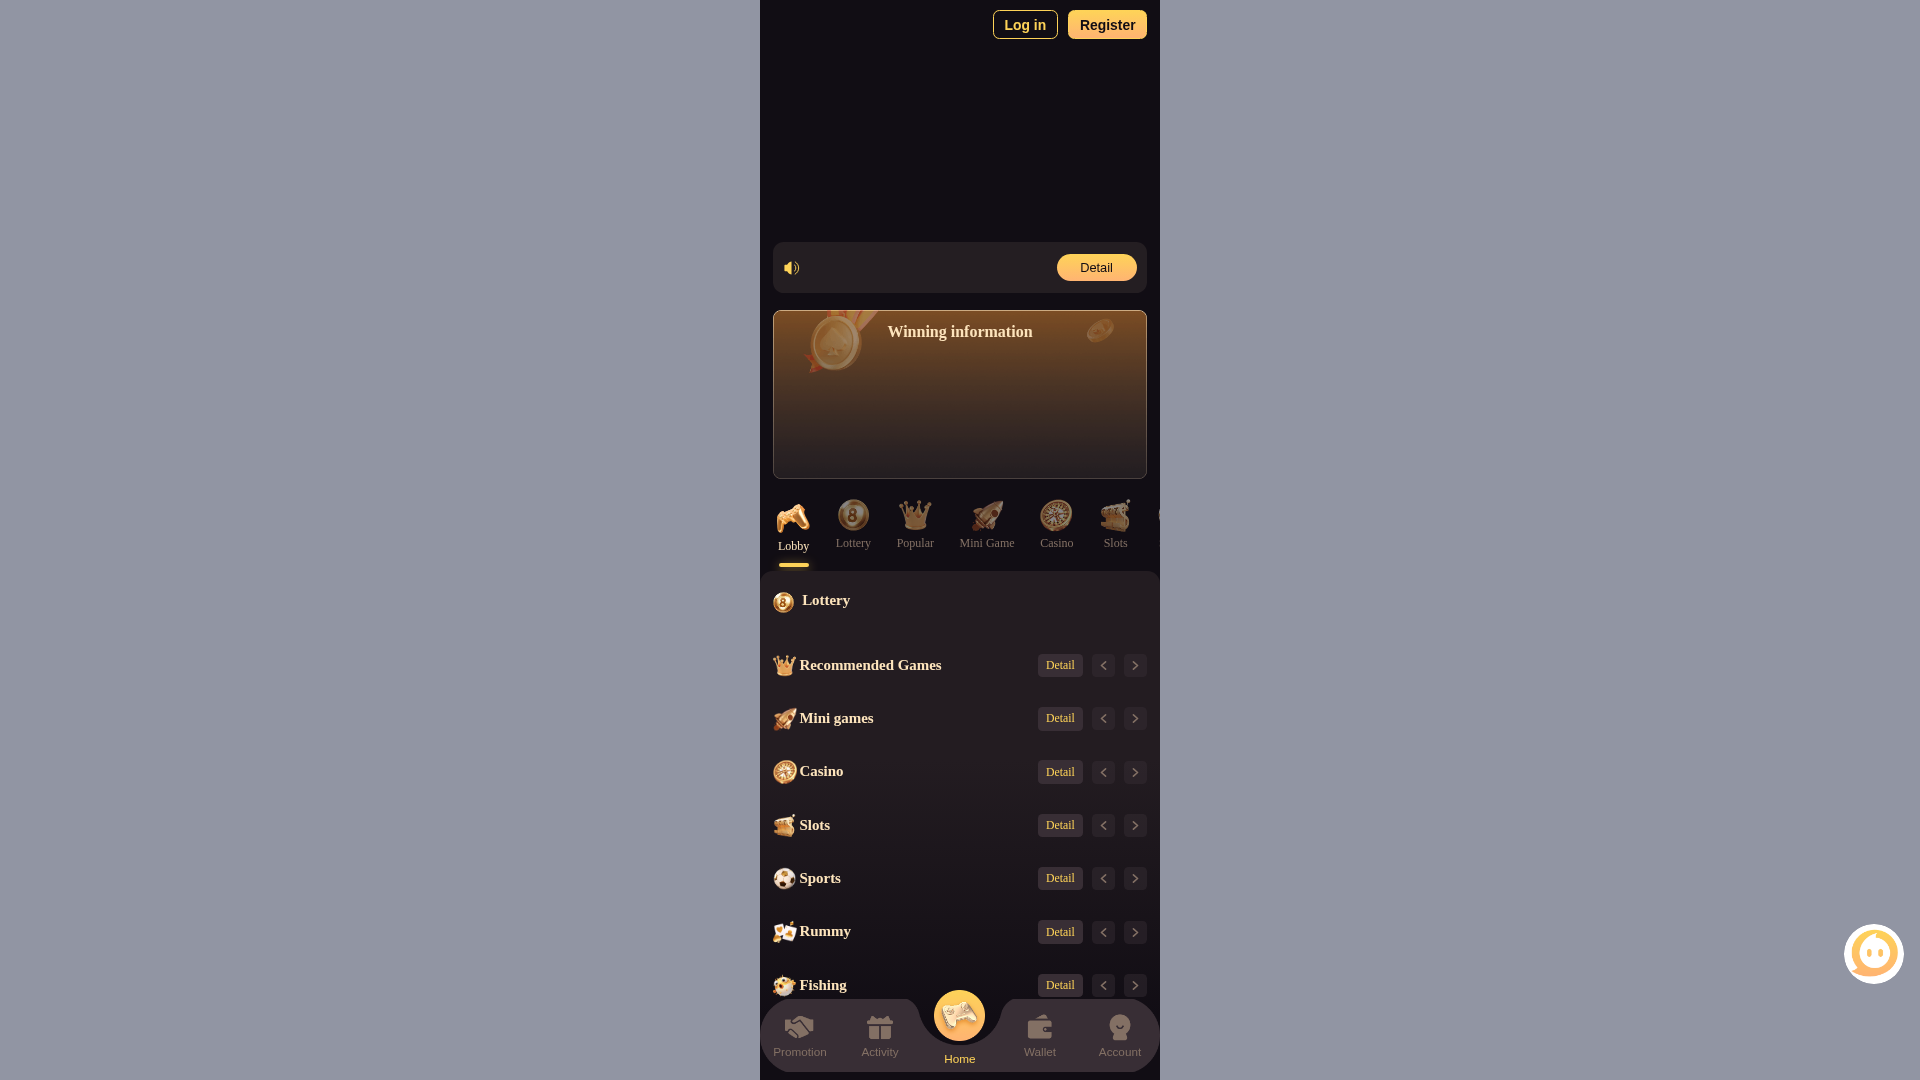 Log in
Register
Detail
Winning information
Lobby
Lottery
Popular
Mini Game
Casino
Slots
Lottery
Recommended Games
Detail
Mini games
Detail
Casino
Detail
Slots
Detail
Sports
Detail
Rummy
Detail
Fishing
Detail
Promotion
Activity
Home
Wallet
Account